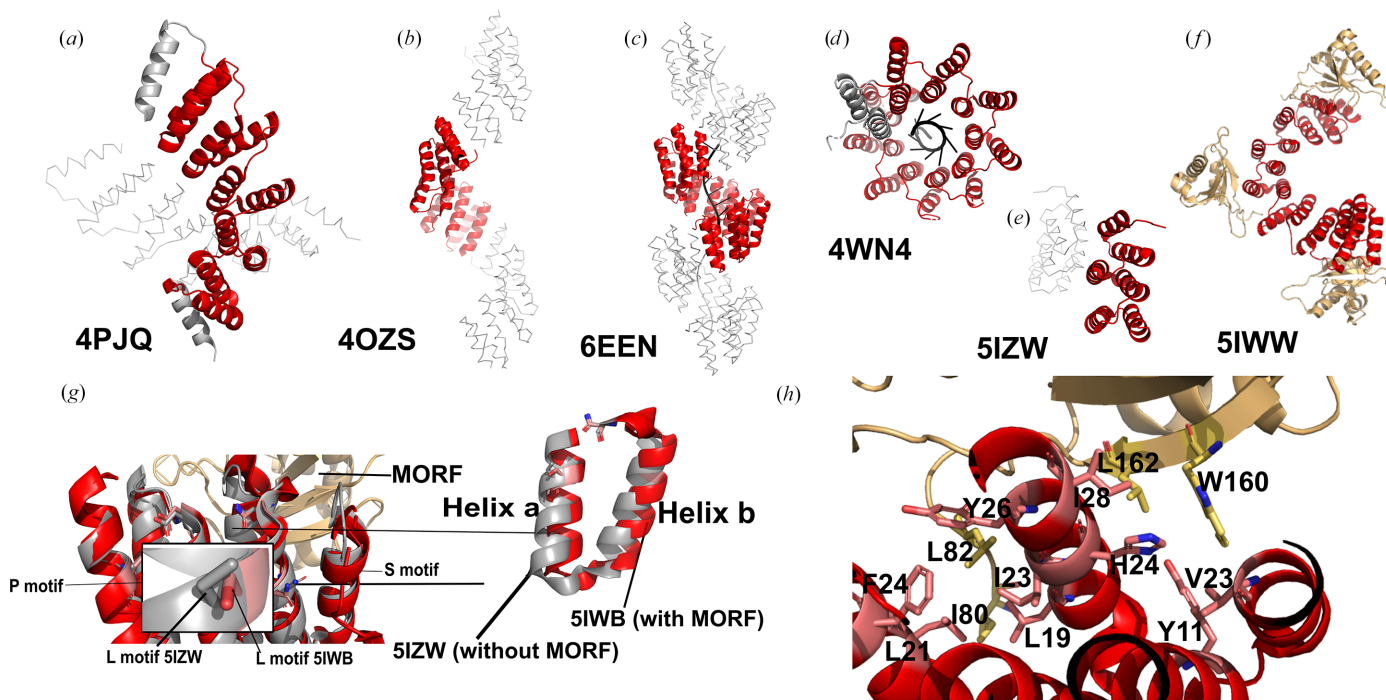 (a)
(b)
(c)
(d)
(e)
(f)
4PJQ
4OZS
6EEN
4WN4
5IZW
5IWW
(g)
MORF
Helix a
Helix b
P motif
S motif
L motif 5IZW
L motif 5IWB
5IZW (without MORF)
5IWB (with MORF)
(h)
L162
W160
I28
Y26
L82
H24
I23
V23
F24
I80
L19
Y11
L21